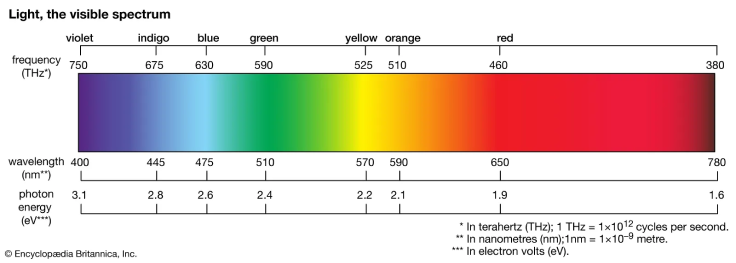 Light, the visible spectrum
violet indigo blue green yellow orange red
frequency
(THz*)
750 675 630 590 525 510 460 380
wavelength
(nm**)
400 445 475 510 570 590 650 780
photon
energy
(eV***)
3.1 2.8 2.6 2.4 2.2 2.1 1.9 1.6
* In terahertz (THz); 1 THz = 1×10¹² cycles per second.
** In nanometres (nm);1nm = 1×10⁻⁹ metre.
*** In electron volts (eV).
© Encyclopædia Britannica, Inc.